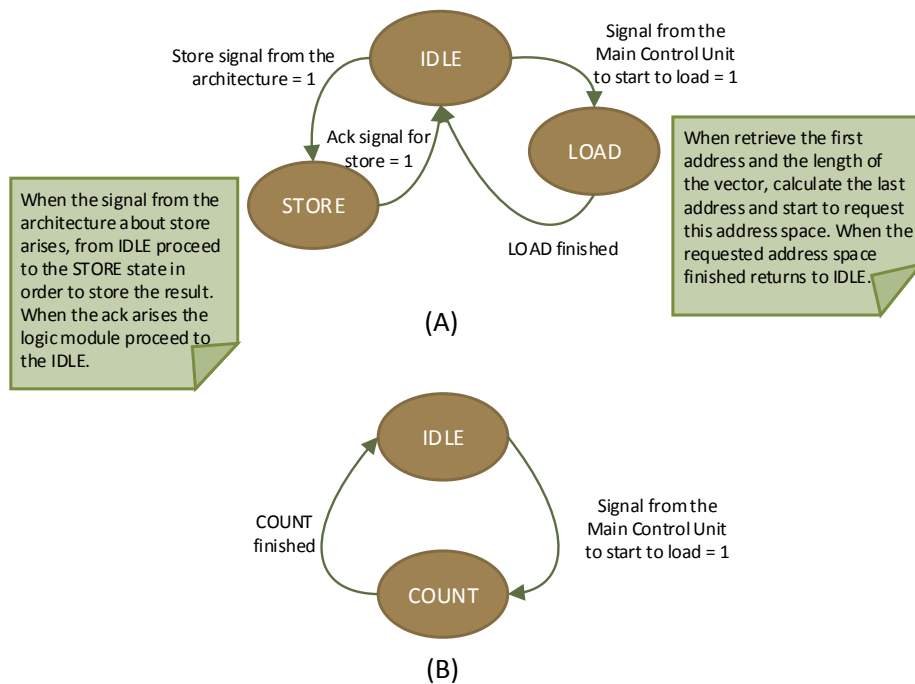 IDLE
Store signal from the
architecture = 1
Signal from the
Main Control Unit
to start to load = 1
Ack signal for
store = 1
LOAD
STORE
LOAD finished
When the signal from the
architecture about store
arises, from IDLE proceed
to the STORE state in
order to store the result.
When the ack arises the
logic module proceed to
the IDLE.
When retrieve the first
address and the length of
the vector, calculate the last
address and start to request
this address space. When the
requested address space
finished returns to IDLE.
(A)
IDLE
COUNT
finished
Signal from the
Main Control Unit
to start to load = 1
COUNT
(B)